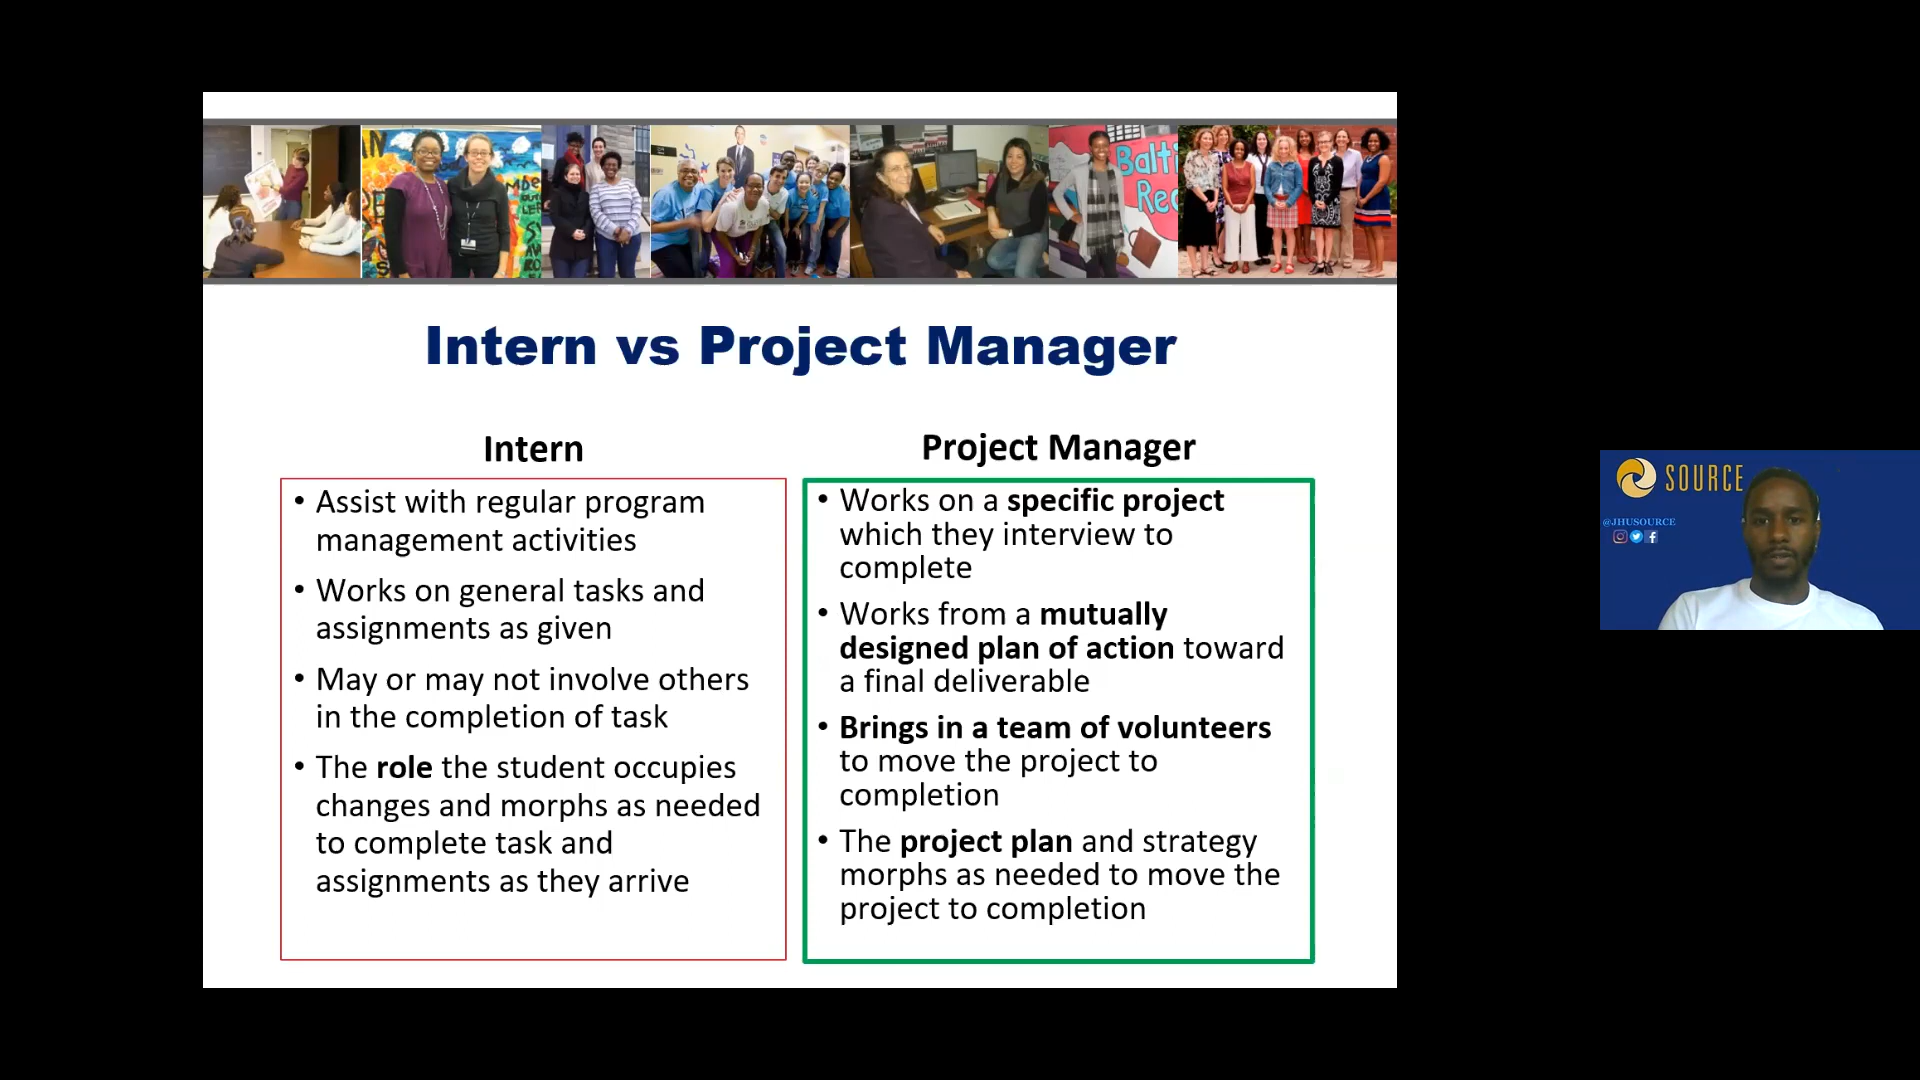 Balti
Rec
Intern vs Project Manager
Intern
• Assist with regular program
management activities
• Works on general tasks and
assignments as given
• May or may not involve others
in the completion of task
• The role the student occupies
changes and morphs as needed
to complete task and
assignments as they arrive
Project Manager
• Works on a specific project
which they interview to
complete
• Works from a mutually
designed plan of action toward
a final deliverable
• Brings in a team of volunteers
to move the project to
completion
• The project plan and strategy
morphs as needed to move the
project to completion
SOURCE
@JHUSOURCE